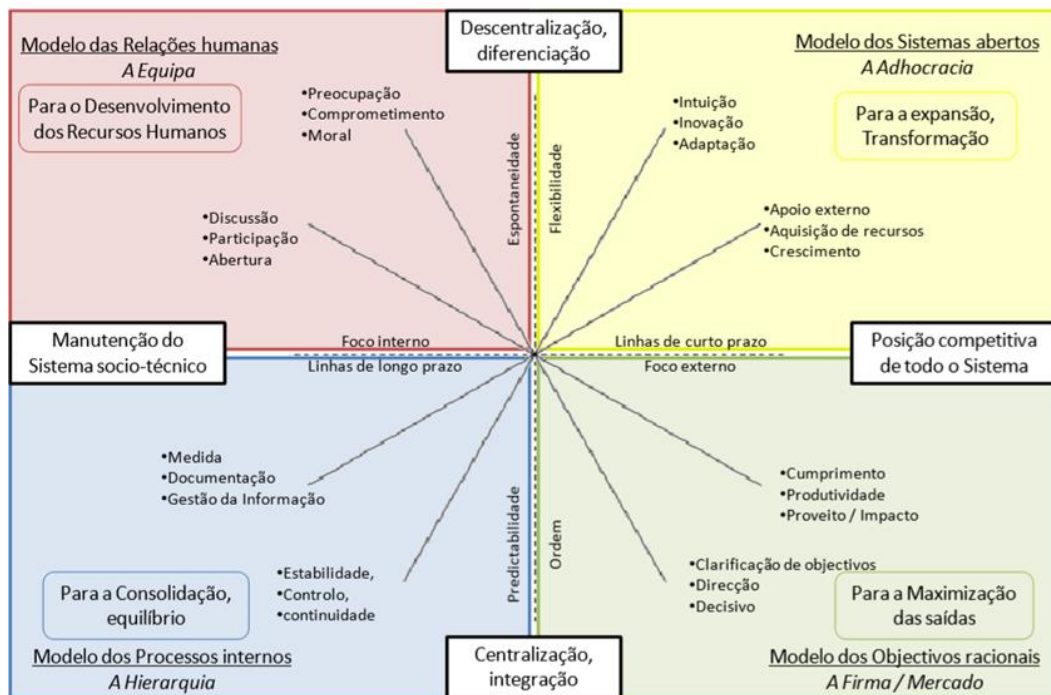 Descentralização,
diferenciação
Modelo das Relações humanas
A Equipa
Para o Desenvolvimento
dos Recursos Humanos
•Preocupação
•Comprometimento
•Moral
•Discussão
•Participação
•Abertura
Espontaneidade
Flexibilidade
Modelo dos Sistemas abertos
A Adhocracia
Para a expansão,
Transformação
•Intuição
•Inovação
•Adaptação
•Apoio externo
•Aquisição de recursos
•Crescimento
Manutenção do
Sistema socio-técnico
Foco interno
Linhas de longo prazo
Linhas de curto prazo
Foco externo
Posição competitiva
de todo o Sistema
•Medida
•Documentação
•Gestão da Informação
•Estabilidade,
•Controlo,
•continuidade
Para a Consolidação,
equilíbrio
Modelo dos Processos internos
A Hierarquia
Predictabilidade
Ordem
•Cumprimento
•Produtividade
•Proveito / Impacto
•Clarificação de objectivos
•Direcção
•Decisivo
Para a Maximização
das saídas
Modelo dos Objectivos racionais
A Firma / Mercado
Centralização,
integração